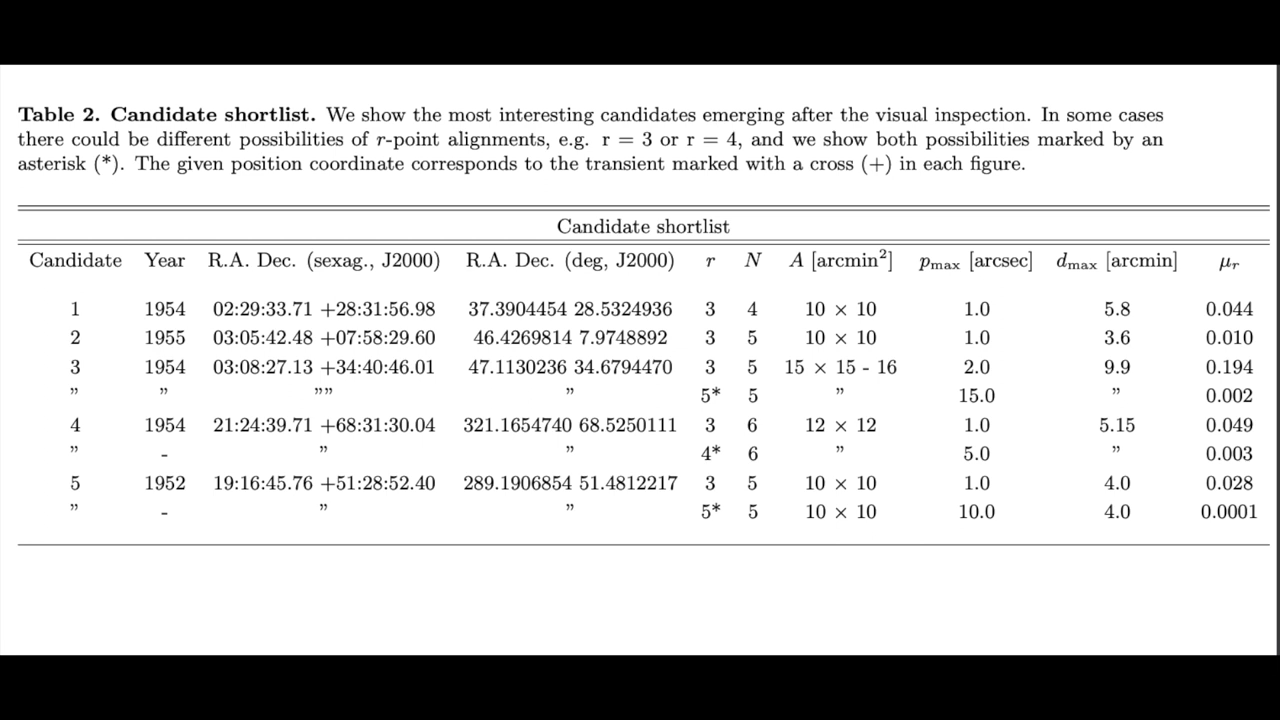 Table 2. Candidate shortlist. We show the most interesting candidates emerging after the visual inspection. In some cases
there could be different possibilities of r-point alignments, e.g. r = 3 or r = 4, and we show both possibilities marked by an
asterisk (*). The given position coordinate corresponds to the transient marked with a cross (+) in each figure.
Candidate shortlist
Candidate Year R.A. Dec. (sexag., J2000) R.A. Dec. (deg, J2000) r N A [arcmin²] pmax [arcsec] dmax [arcmin] μr
1 1954 02:29:33.71 +28:31:56.98 37.3904454 28.5324936 3 4 10 × 10 1.0 5.8 0.044
2 1955 03:05:42.48 +07:58:29.60 46.4269814 7.9748892 3 5 10 × 10 1.0 3.6 0.010
3 1954 03:08:27.13 +34:40:46.01 47.1130236 34.6794470 3 5 15 × 15 - 16 2.0 9.9 0.194
” ” ”” ” 5* 5 ” 15.0 ” 0.002
4 1954 21:24:39.71 +68:31:30.04 321.1654740 68.5250111 3 6 12 × 12 1.0 5.15 0.049
” - ” ” 4* 6 ” 5.0 ” 0.003
5 1952 19:16:45.76 +51:28:52.40 289.1906854 51.4812217 3 5 10 × 10 1.0 4.0 0.028
” - ” ” 5* 5 10 × 10 10.0 4.0 0.0001